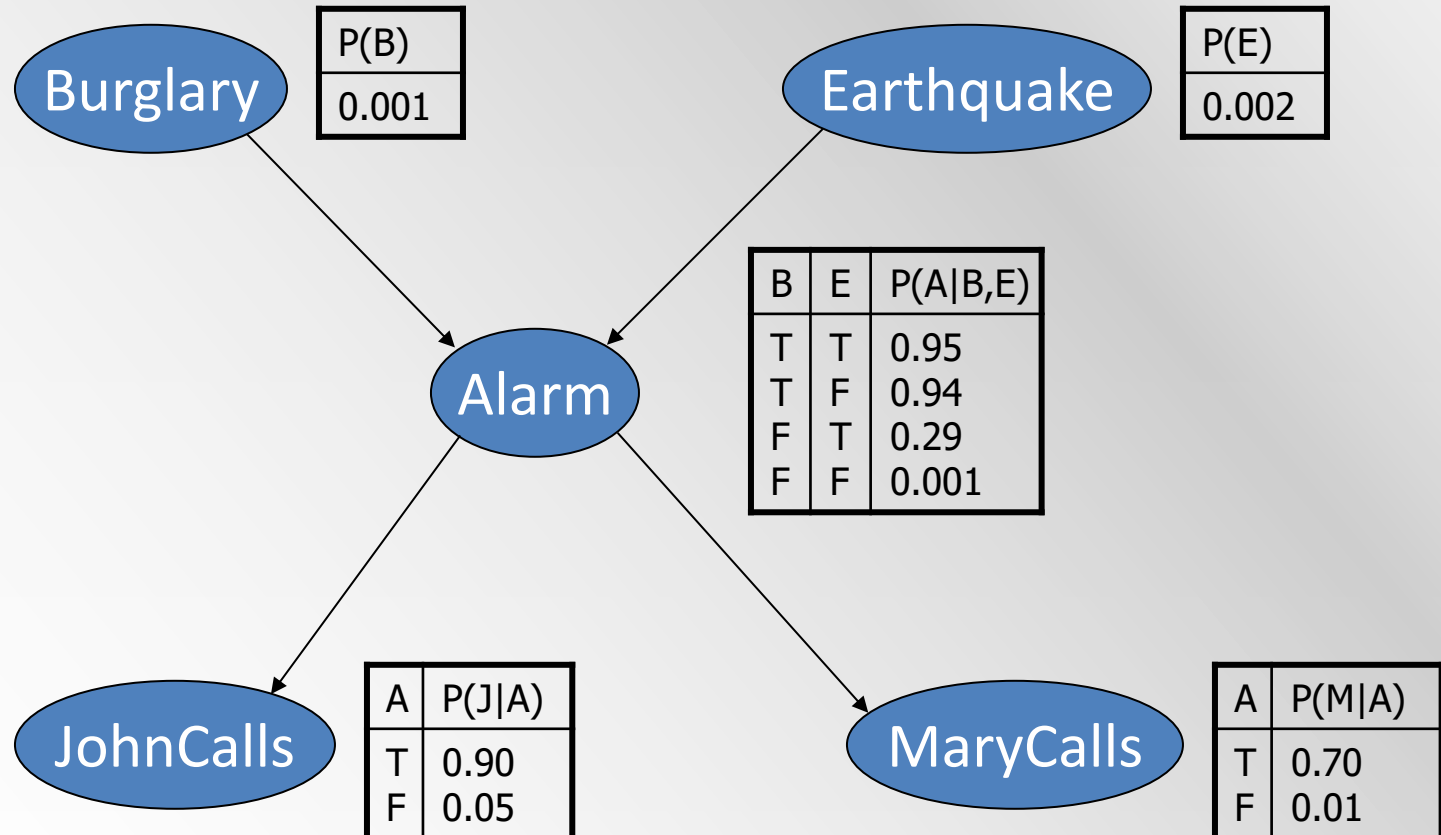 Burglary
P(B)
0.001
Earthquake
P(E)
0.002
B E P(A|B,E)
T T 0.95
T F 0.94
F T 0.29
F F 0.001
Alarm
JohnCalls
A P(J|A)
T 0.90
F 0.05
MaryCalls
A P(M|A)
T 0.70
F 0.01